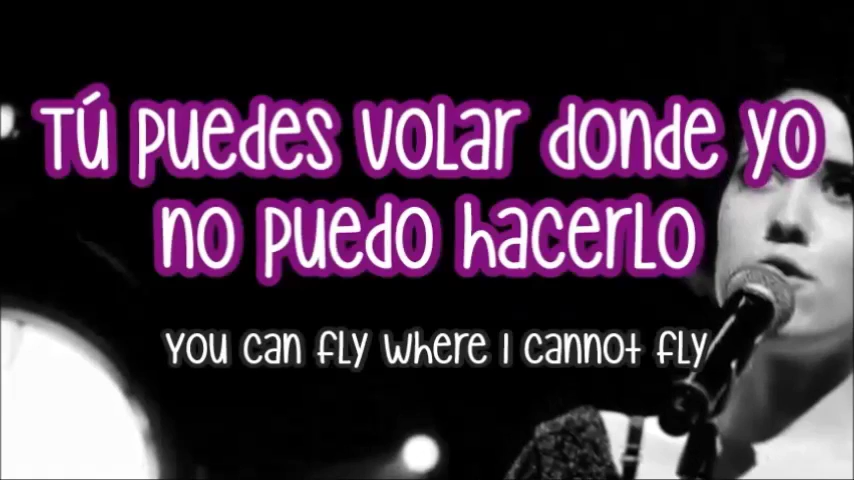 Tú puedes volar donde yo
no puedo hacerlo
You can fly where I cannot fly